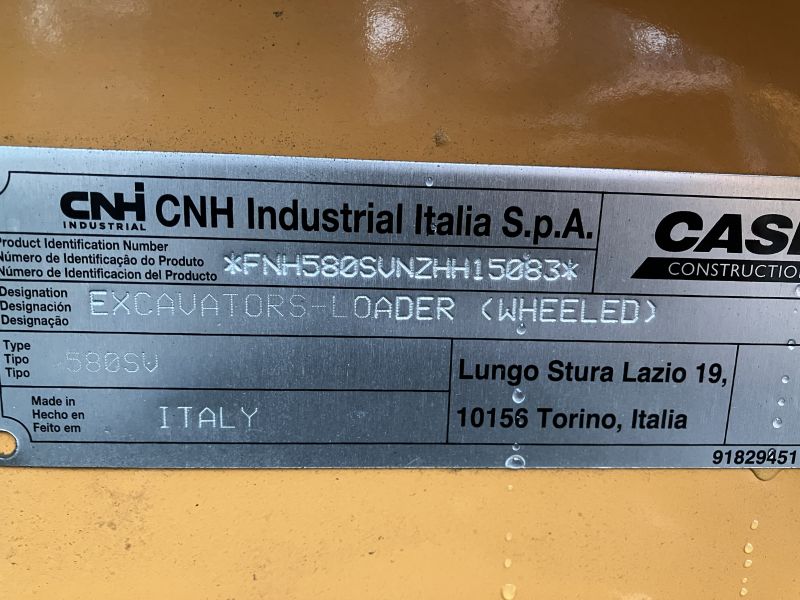 CNH INDUSTRIAL
CNH Industrial Italia S.p.A.
CASE
CONSTRUCTION
Product Identification Number
Número de Identificação do Produto
Número de Identificacion del Producto
*FNH580SVNZHH15083*
Designation
Designación
Designação
EXCAVATORS-LOADER (WHEELED)
Type
Tipo
Tipo
580SV
Lungo Stura Lazio 19,
10156 Torino, Italia
Made in
Hecho en
Feito em
ITALY
91829451